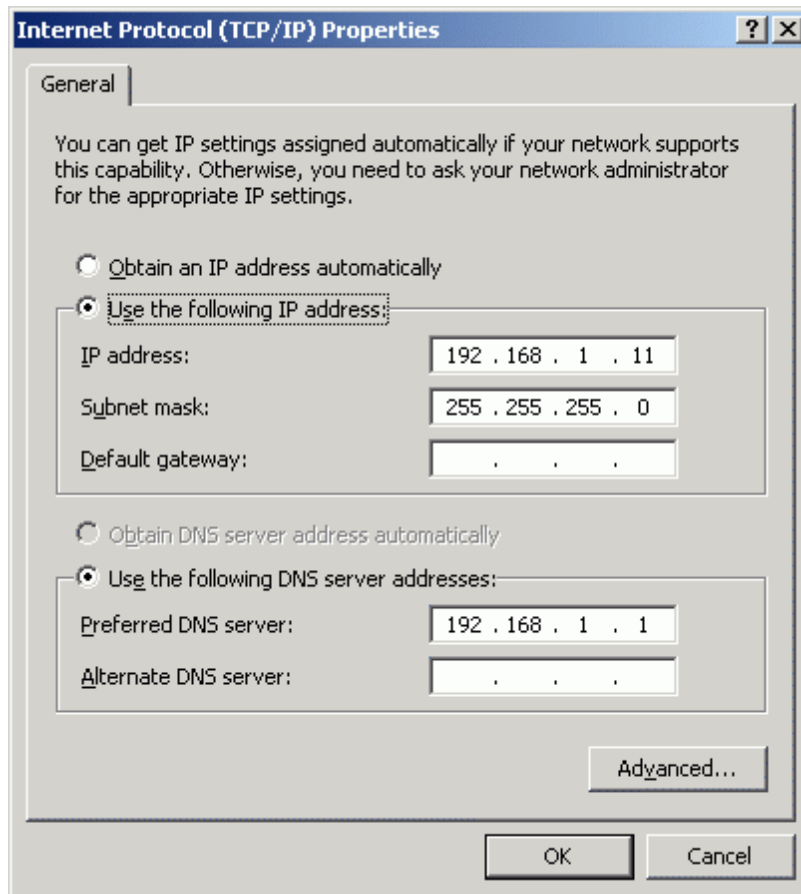 Internet Protocol (TCP/IP) Properties
General
You can get IP settings assigned automatically if your network supports
this capability. Otherwise, you need to ask your network administrator
for the appropriate IP settings.
Obtain an IP address automatically
Use the following IP address:
IP address: 192 . 168 . 1 . 11
Subnet mask: 255 . 255 . 255 . 0
Default gateway: . . .
Obtain DNS server address automatically
Use the following DNS server addresses:
Preferred DNS server: 192 . 168 . 1 . 1
Alternate DNS server: . . .
Advanced...
OK Cancel